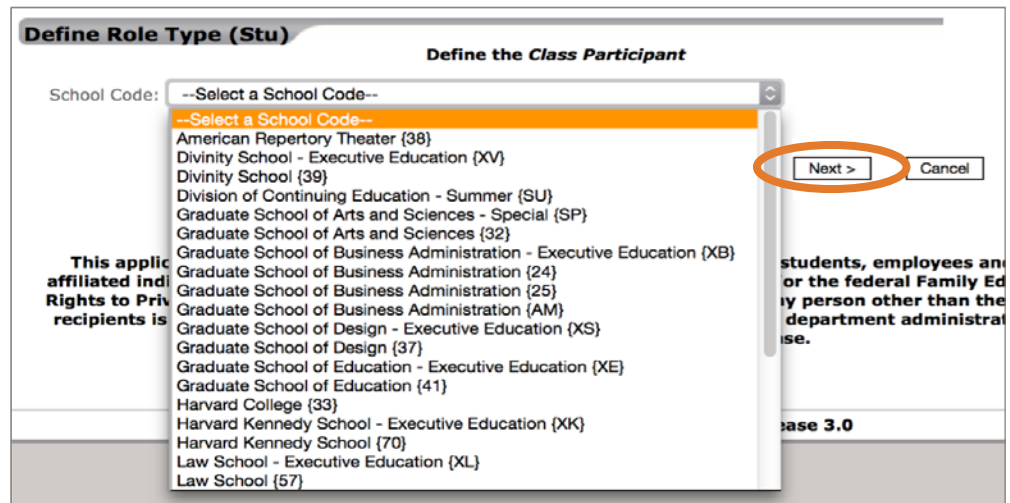 Define Role Type (Stu)
Define the Class Participant
School Code: --Select a School Code--
--Select a School Code--
American Repertory Theater {38}
Divinity School - Executive Education {XV}
Divinity School {39}
Division of Continuing Education - Summer {SU}
Graduate School of Arts and Sciences - Special {SP}
Graduate School of Arts and Sciences {32}
Graduate School of Business Administration - Executive Education {XB}
Graduate School of Business Administration {24}
Graduate School of Business Administration {25}
Graduate School of Business Administration {AM}
Graduate School of Design - Executive Education {XS}
Graduate School of Design {37}
Graduate School of Education - Executive Education {XE}
Graduate School of Education {41}
Harvard College {33}
Harvard Kennedy School - Executive Education {XK}
Harvard Kennedy School {70}
Law School - Executive Education {XL}
Law School {57}
Next > Cancel
This applic students, employees and
affiliated indi or the federal Family Ed
Rights to Priv y person other than the
recipients is department administrat
se.
ease 3.0